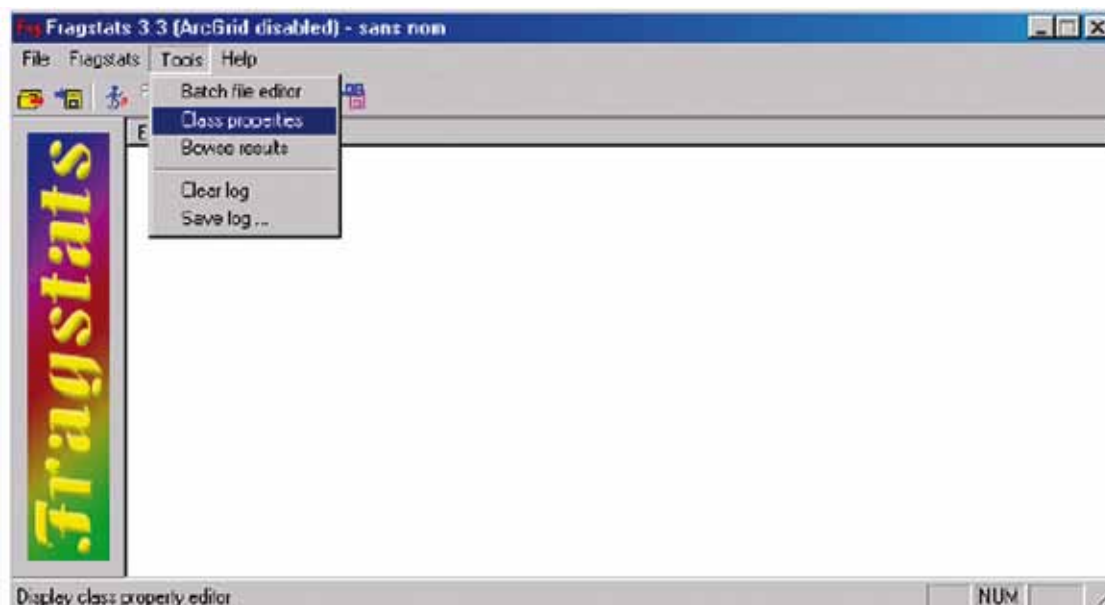 Fragstats 3.3 (ArcGrid disabled) - sans nom
File Fragstats Tools Help
Batch file editor
Class properties
Browse results
Clear log
Save log ...
Fragstats
Display class property editor
NUM